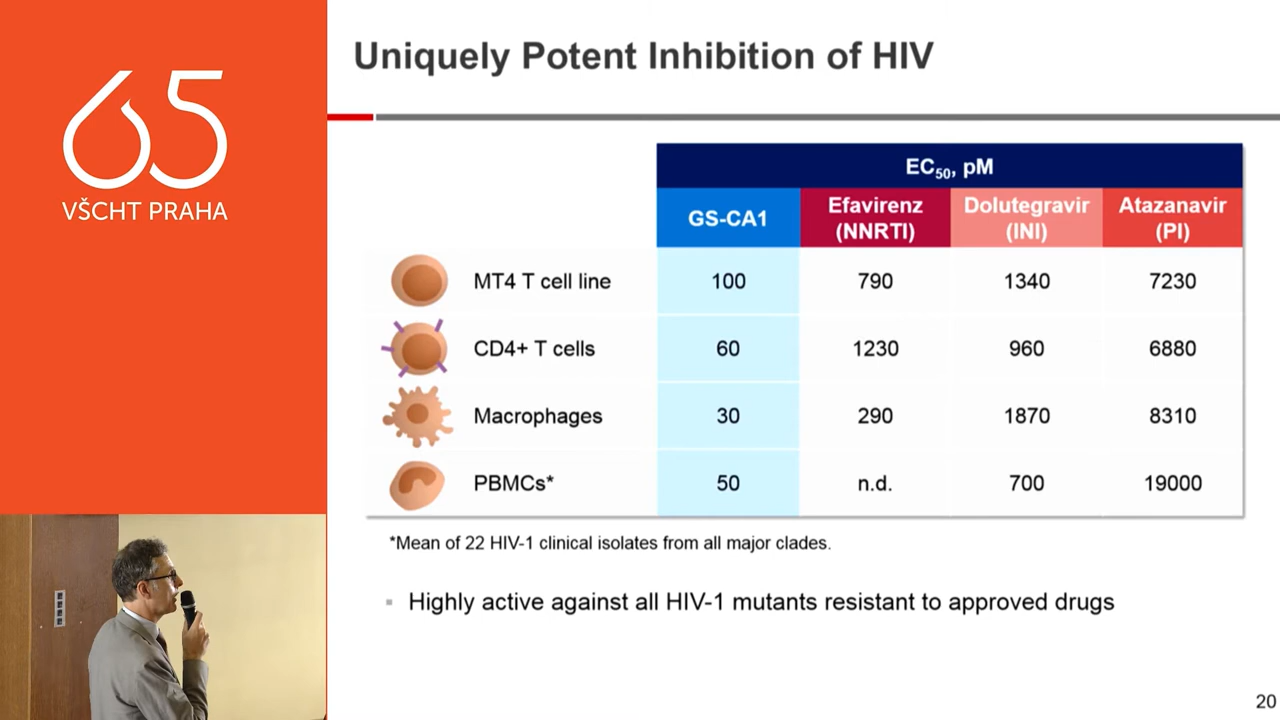 65
VŠCHT PRAHA
Uniquely Potent Inhibition of HIV
EC50, pM
GS-CA1
Efavirenz
(NNRTI)
Dolutegravir
(INI)
Atazanavir
(PI)
MT4 T cell line 100 790 1340 7230
CD4+ T cells 60 1230 960 6880
Macrophages 30 290 1870 8310
PBMCs* 50 n.d. 700 19000
*Mean of 22 HIV-1 clinical isolates from all major clades.
▪ Highly active against all HIV-1 mutants resistant to approved drugs
20